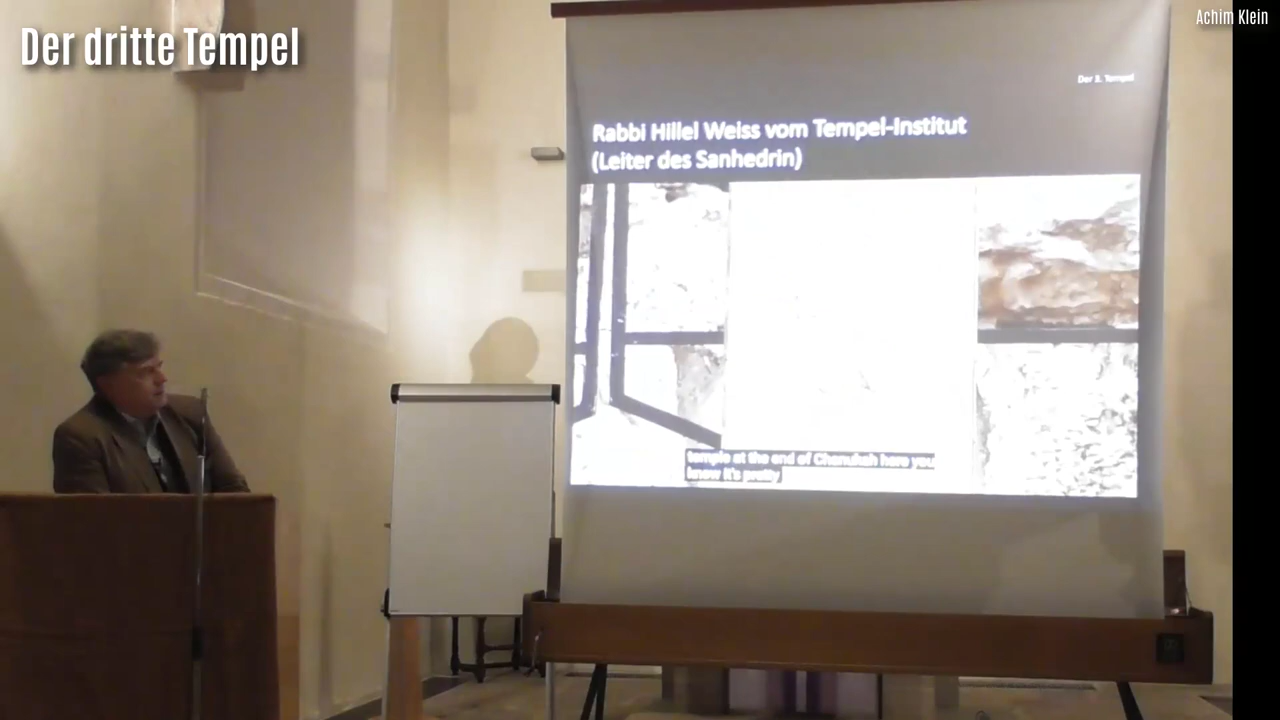 Der dritte Tempel
Achim Klein
Der 3. Tempel
Rabbi Hillel Weiss vom Tempel-Institut
(Leiter des Sanhedrin)
temple at the end of Chanukah here you
know it's pretty